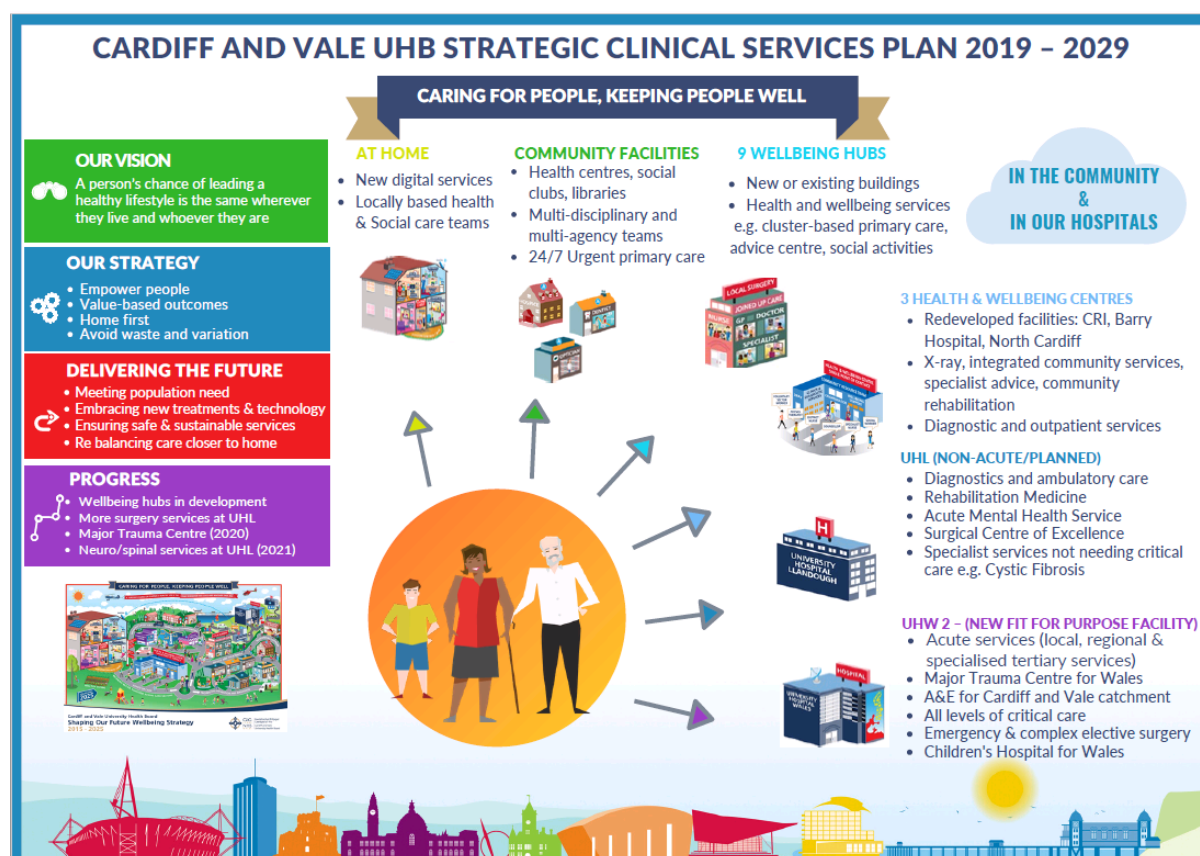 CARDIFF AND VALE UHB STRATEGIC CLINICAL SERVICES PLAN 2019 – 2029
CARING FOR PEOPLE, KEEPING PEOPLE WELL
OUR VISION
A person's chance of leading a
healthy lifestyle is the same wherever
they live and whoever they are
OUR STRATEGY
• Empower people
• Value-based outcomes
• Home first
• Avoid waste and variation
DELIVERING THE FUTURE
• Meeting population need
• Embracing new treatments & technology
• Ensuring safe & sustainable services
• Re balancing care closer to home
PROGRESS
• Wellbeing hubs in development
• More surgery services at UHL
• Major Trauma Centre (2020)
• Neuro/spinal services at UHL (2021)
CARING FOR PEOPLE, KEEPING PEOPLE WELL
Cardiff and Vale University Health Board
Shaping Our Future Wellbeing Strategy
2015 - 2025
AT HOME
• New digital services
• Locally based health
& Social care teams
COMMUNITY FACILITIES
• Health centres, social
clubs, libraries
• Multi-disciplinary and
multi-agency teams
• 24/7 Urgent primary care
9 WELLBEING HUBS
• New or existing buildings
• Health and wellbeing services
e.g. cluster-based primary care,
advice centre, social activities
IN THE COMMUNITY
&
IN OUR HOSPITALS
LOCAL SURGERY
JOINED UP CARE
GP DOCTOR
SPECIALIST
3 HEALTH & WELLBEING CENTRES
• Redeveloped facilities: CRI, Barry
Hospital, North Cardiff
• X-ray, integrated community services,
specialist advice, community
rehabilitation
• Diagnostic and outpatient services
UHL (NON-ACUTE/PLANNED)
• Diagnostics and ambulatory care
• Rehabilitation Medicine
• Acute Mental Health Service
• Surgical Centre of Excellence
• Specialist services not needing critical
care e.g. Cystic Fibrosis
H
UNIVERSITY
HOSPITAL
LLANDOUGH
UHW 2 – (NEW FIT FOR PURPOSE FACILITY)
• Acute services (local, regional &
specialised tertiary services)
• Major Trauma Centre for Wales
• A&E for Cardiff and Vale catchment
• All levels of critical care
• Emergency & complex elective surgery
• Children's Hospital for Wales
HOSPITAL
UNIVERSITY
HOSPITAL
WALES